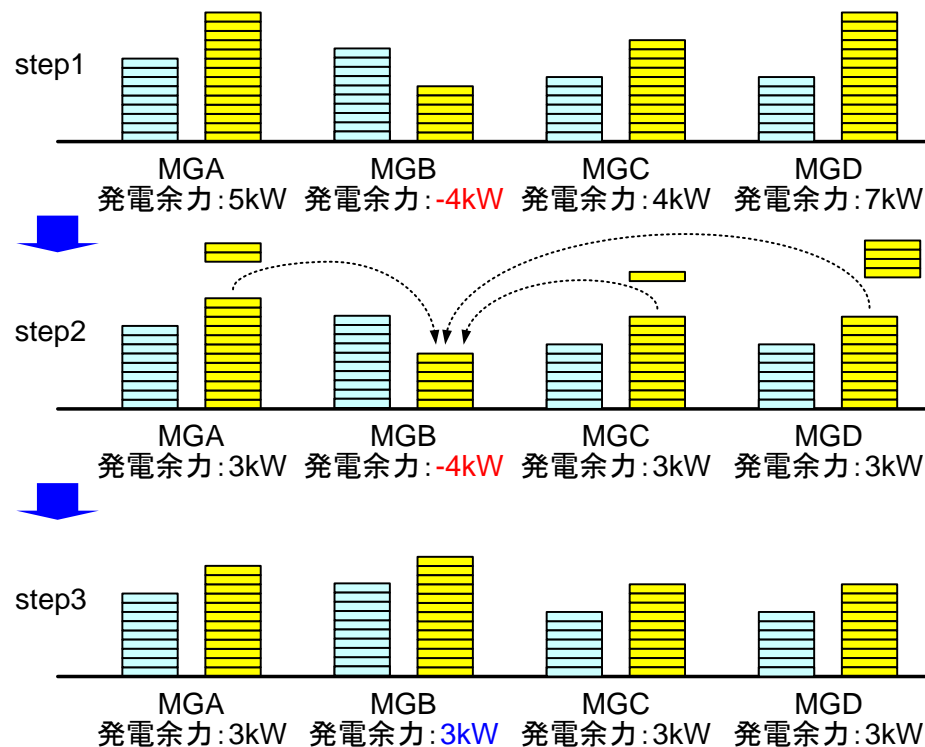 step1
MGA MGB MGC MGD
発電余力:5kW 発電余力:-4kW 発電余力:4kW 発電余力:7kW
step2
MGA MGB MGC MGD
発電余力:3kW 発電余力:-4kW 発電余力:3kW 発電余力:3kW
step3
MGA MGB MGC MGD
発電余力:3kW 発電余力:3kW 発電余力:3kW 発電余力:3kW